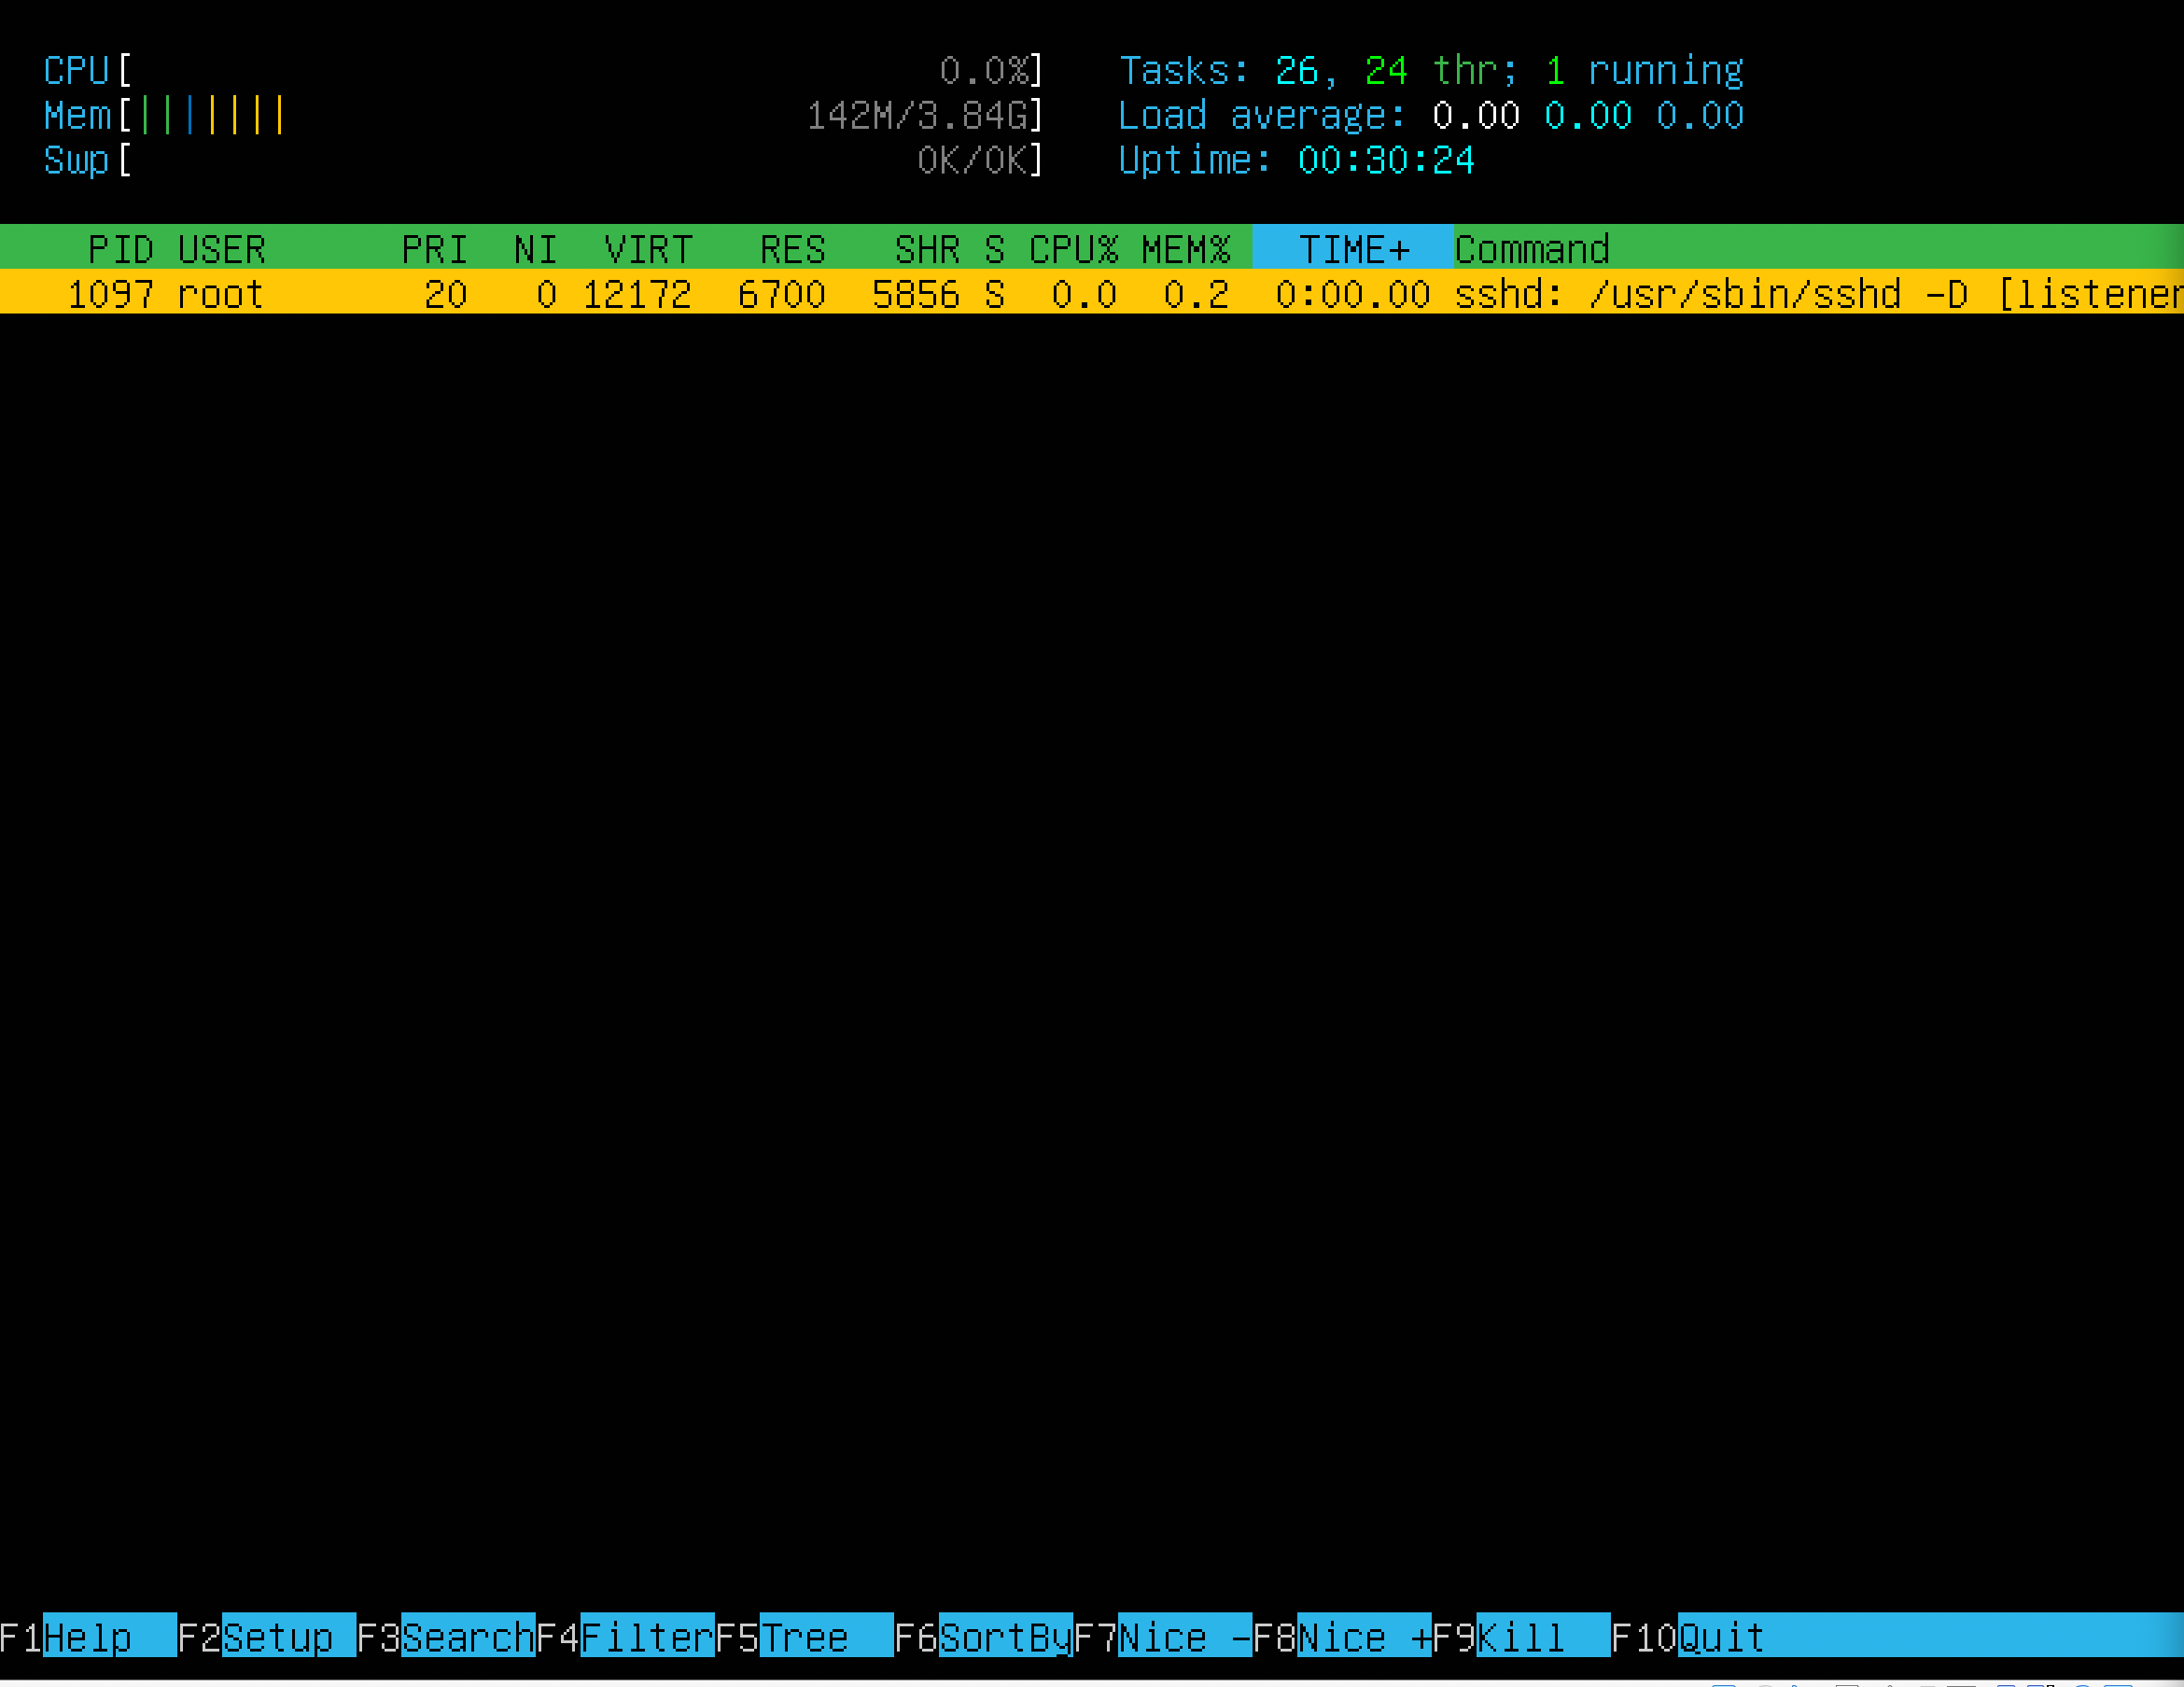 CPU[ 0.0%] Tasks: 26, 24 thr; 1 running
Mem[||||||| 142M/3.84G] Load average: 0.00 0.00 0.00
Swp[ 0K/0K] Uptime: 00:30:24
PID USER PRI NI VIRT RES SHR S CPU% MEM% TIME+ Command
1097 root 20 0 12172 6700 5856 S 0.0 0.2 0:00.00 sshd: /usr/sbin/sshd -D [listener
F1Help F2Setup F3SearchF4FilterF5Tree F6SortByF7Nice -F8Nice +F9Kill F10Quit